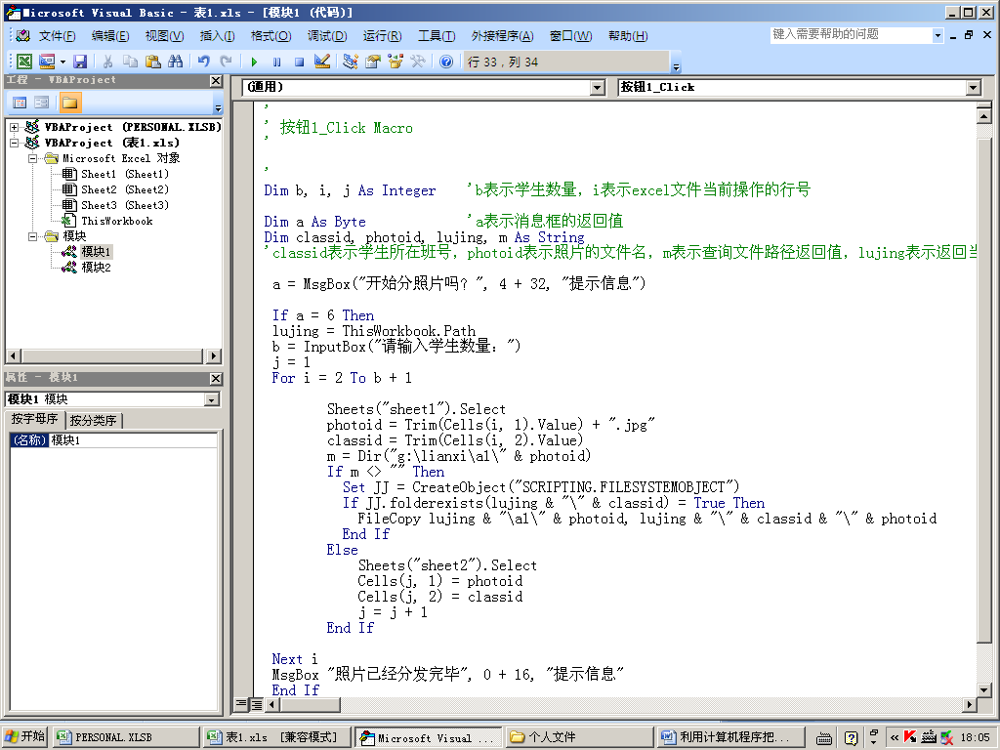 Microsoft Visual Basic - 表1.xls - [模块1 (代码)]
文件(F) 编辑(E) 视图(V) 插入(I) 格式(O) 调试(D) 运行(R) 工具(T) 外接程序(A) 窗口(W) 帮助(H) 键入需要帮助的问题
行 33，列 34
工程 - VBAProject
VBAProject (PERSONAL.XLSB)
VBAProject (表1.xls)
Microsoft Excel 对象
Sheet1 (Sheet1)
Sheet2 (Sheet2)
Sheet3 (Sheet3)
ThisWorkbook
模块
模块1
模块2
属性 - 模块1
模块1 模块
按字母序 按分类序
(名称) 模块1
(通用) 按钮1_Click
'
' 按钮1_Click Macro
'
'
Dim b, i, j As Integer 'b表示学生数量，i表示excel文件当前操作的行号
Dim a As Byte 'a表示消息框的返回值
Dim classid, photoid, lujing, m As String
'classid表示学生所在班号，photoid表示照片的文件名，m表示查询文件路径返回值，lujing表示返回当
a = MsgBox("开始分照片吗？", 4 + 32, "提示信息")
If a = 6 Then
lujing = ThisWorkbook.Path
b = InputBox("请输入学生数量：")
j = 1
For i = 2 To b + 1
Sheets("sheet1").Select
photoid = Trim(Cells(i, 1).Value) + ".jpg"
classid = Trim(Cells(i, 2).Value)
m = Dir("g:\lianxi\a1\" & photoid)
If m <> "" Then
Set JJ = CreateObject("SCRIPTING.FILESYSTEMOBJECT")
If JJ.folderexists(lujing & "\" & classid) = True Then
FileCopy lujing & "\a1\" & photoid, lujing & "\" & classid & "\" & photoid
End If
Else
Sheets("sheet2").Select
Cells(j, 1) = photoid
Cells(j, 2) = classid
j = j + 1
End If
Next i
MsgBox "照片已经分发完毕", 0 + 16, "提示信息"
End If
开始 PERSONAL.XLSB 表1.xls [兼容模式] Microsoft Visual ... 个人文件 利用计算机程序把... « 18:05